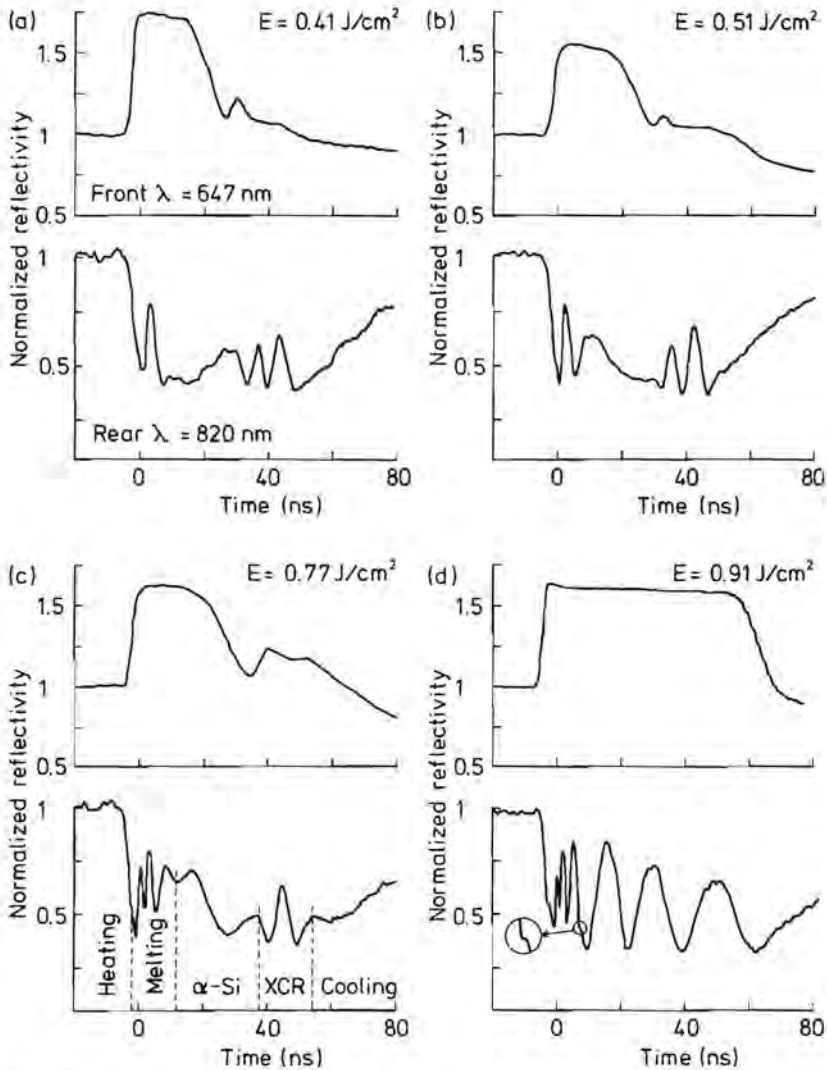 (a) E = 0.41 J/cm²
1.5
1
0.5
Front λ = 647 nm
1
0.5
Rear λ = 820 nm
Normalized reflectivity
0 40 80
Time (ns)
(b) E = 0.51 J/cm²
1.5
1
0.5
1
0.5
Normalized reflectivity
0 40 80
Time (ns)
(c) E = 0.77 J/cm²
1.5
1
0.5
1
0.5
Normalized reflectivity
Heating
Melting
α-Si
XCR
Cooling
0 40 80
Time (ns)
(d) E = 0.91 J/cm²
1.5
1
0.5
1
0.5
Normalized reflectivity
0 40 80
Time (ns)